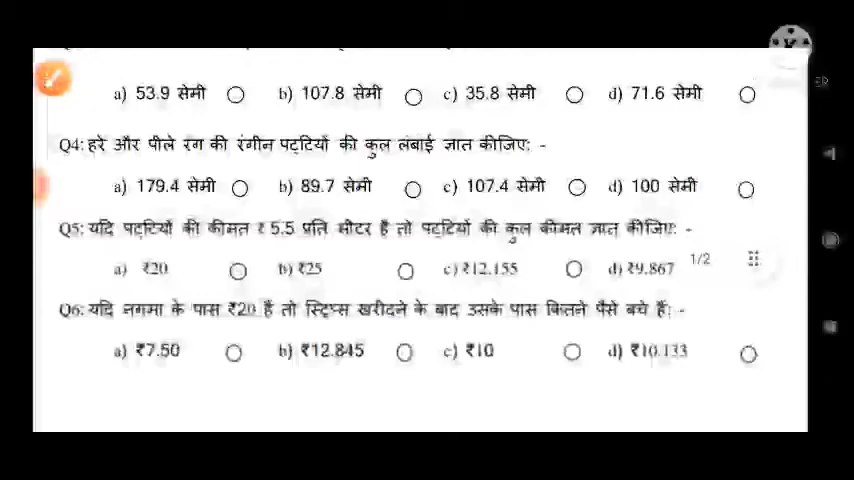 a) 53.9 सेमी b) 107.8 सेमी c) 35.8 सेमी d) 71.6 सेमी
Q4: हरे और पीले रंग की रंगीन पट्टियों की कुल लंबाई ज्ञात कीजिए: -
a) 179.4 सेमी b) 89.7 सेमी c) 107.4 सेमी d) 100 सेमी
Q5: यदि पट्टियों की कीमत ₹ 5.5 प्रति मीटर है तो पट्टियों की कुल कीमत ज्ञात कीजिए: -
1/2
a) ₹20 b) ₹25 c) ₹12.155 d) ₹9.867
Q6: यदि नगमा के पास ₹20 हैं तो स्ट्रिप्स खरीदने के बाद उसके पास कितने पैसे बचे हैं: -
a) ₹7.50 b) ₹12.845 c) ₹10 d) ₹10.133